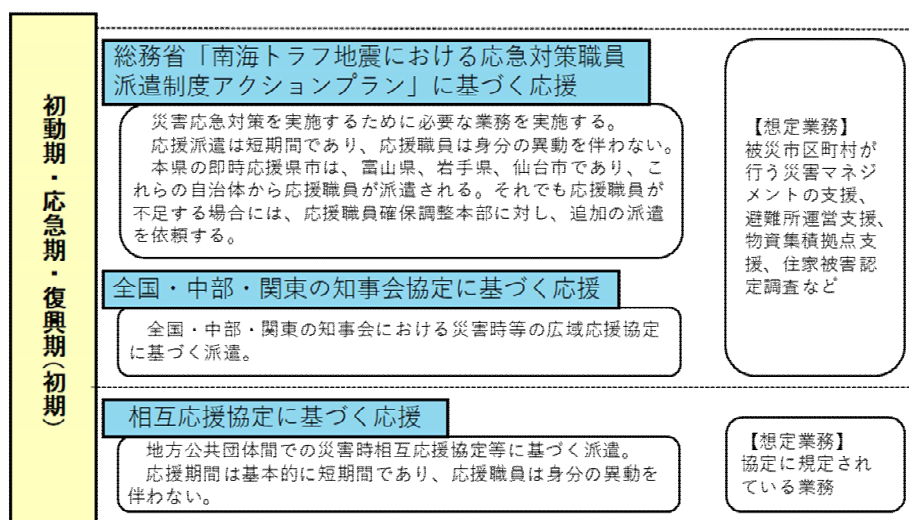 初動期・応急期・復興期(初期)
総務省「南海トラフ地震における応急対策職員
派遣制度アクションプラン」に基づく応援
災害応急対策を実施するために必要な業務を実施する。
応援派遣は短期間であり、応援職員は身分の異動を伴わない。
本県の即時応援県市は、富山県、岩手県、仙台市であり、こ
れらの自治体から応援職員が派遣される。それでも応援職員が
不足する場合には、応援職員確保調整本部に対し、追加の派遣
を依頼する。
【想定業務】
被災市区町村が
行う災害マネジ
メントの支援、
避難所運営支援、
物資集積拠点支
援、住家被害認
定調査など
全国・中部・関東の知事会協定に基づく応援
全国・中部・関東の知事会における災害時等の広域応援協定
に基づく派遣。
相互応援協定に基づく応援
地方公共団体間での災害時相互応援協定等に基づく派遣。
応援期間は基本的に短期間であり、応援職員は身分の異動を
伴わない。
【想定業務】
協定に規定され
ている業務